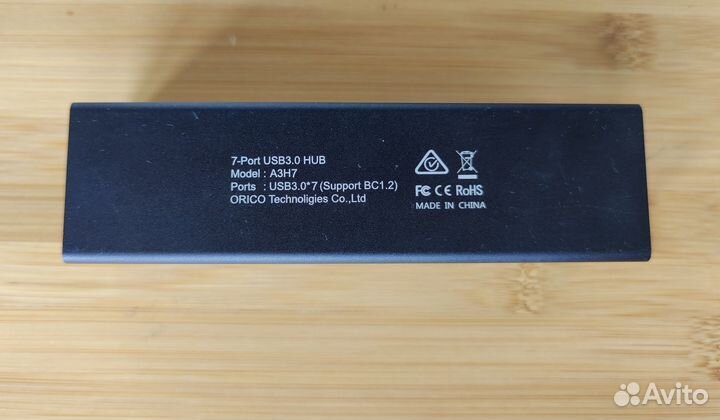 7-Port USB3.0 HUB
Model : A3H7
Ports : USB3.0*7 (Support BC1.2)
ORICO Technoligies Co.,Ltd
FC CE RoHS
MADE IN CHINA
Avito